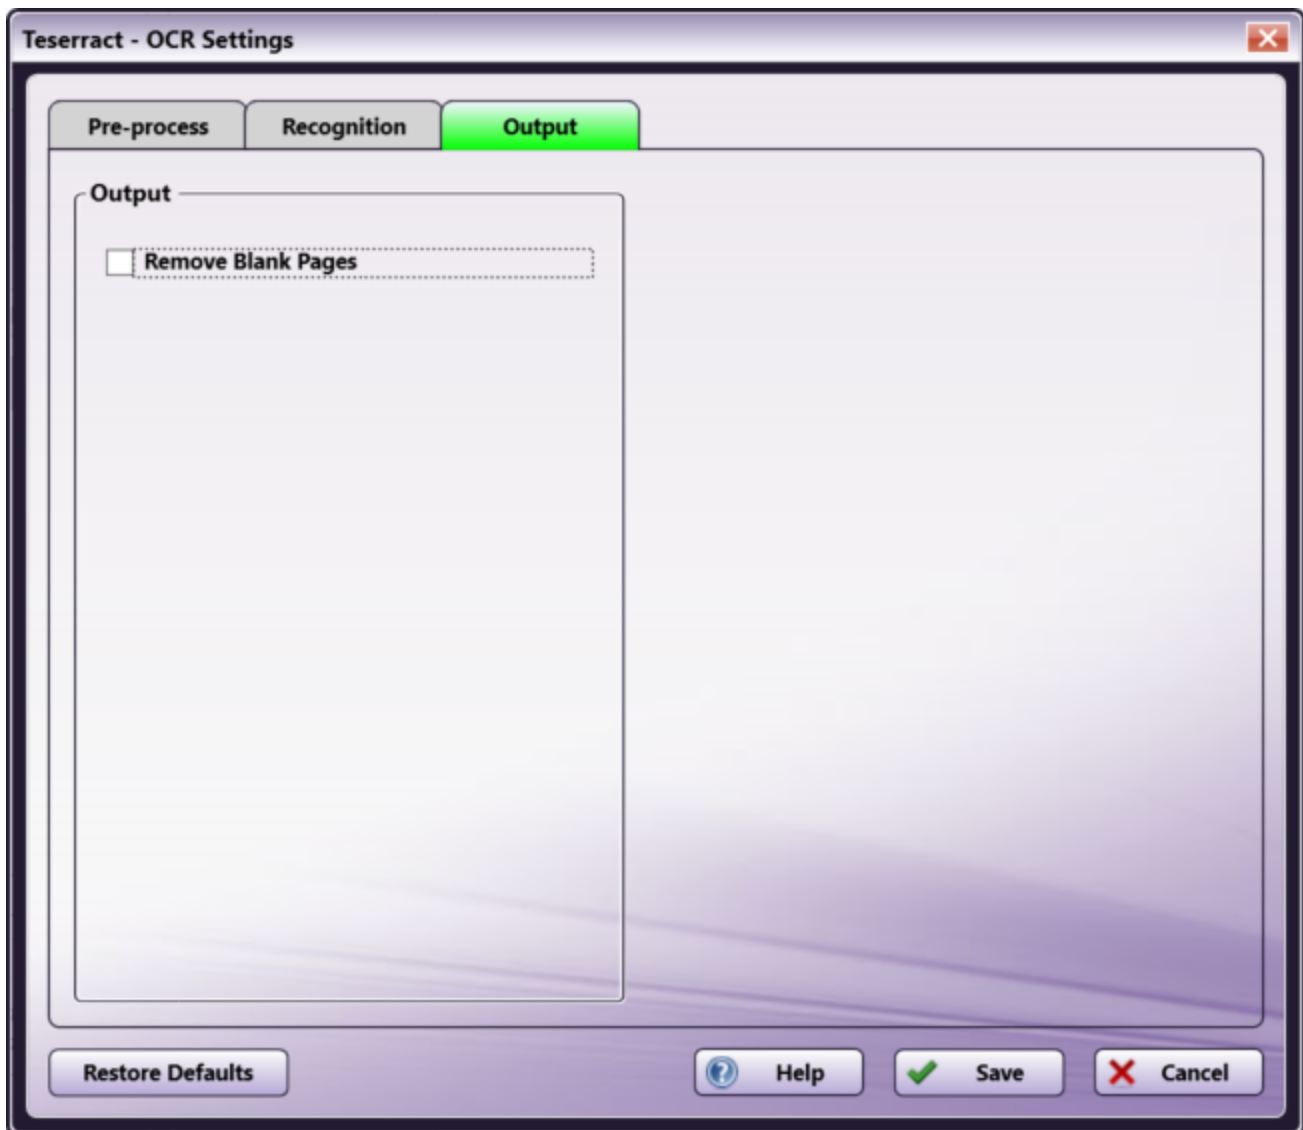 Teserract - OCR Settings
Pre-process Recognition Output
Output
Remove Blank Pages
Restore Defaults Help Save Cancel